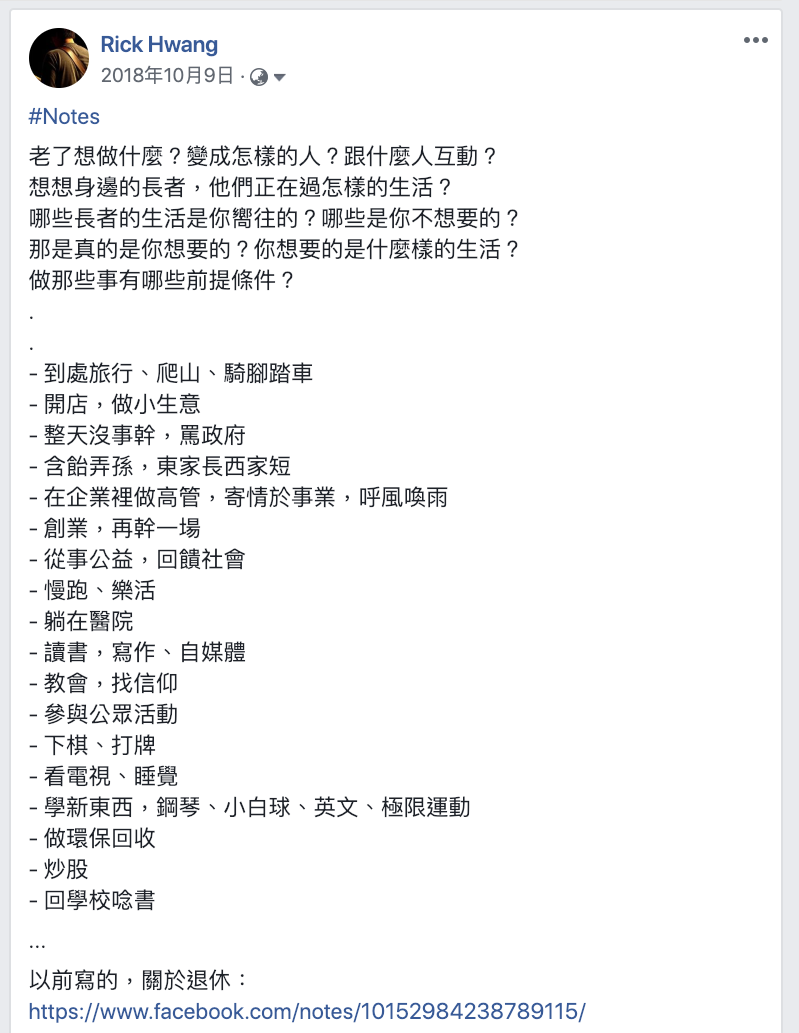 Rick Hwang
2018年10月9日 ·
#Notes
老了想做什麼？變成怎樣的人？跟什麼人互動？
想想身邊的長者，他們正在過怎樣的生活？
哪些長者的生活是你嚮往的？哪些是你不想要的？
那是真的是你想要的？你想要的是什麼樣的生活？
做那些事有哪些前提條件？
.
.
- 到處旅行、爬山、騎腳踏車
- 開店，做小生意
- 整天沒事幹，罵政府
- 含飴弄孫，東家長西家短
- 在企業裡做高管，寄情於事業，呼風喚雨
- 創業，再幹一場
- 從事公益，回饋社會
- 慢跑、樂活
- 躺在醫院
- 讀書，寫作、自媒體
- 教會，找信仰
- 參與公眾活動
- 下棋、打牌
- 看電視、睡覺
- 學新東西，鋼琴、小白球、英文、極限運動
- 做環保回收
- 炒股
- 回學校唸書
...
以前寫的，關於退休：
https://www.facebook.com/notes/10152984238789115/